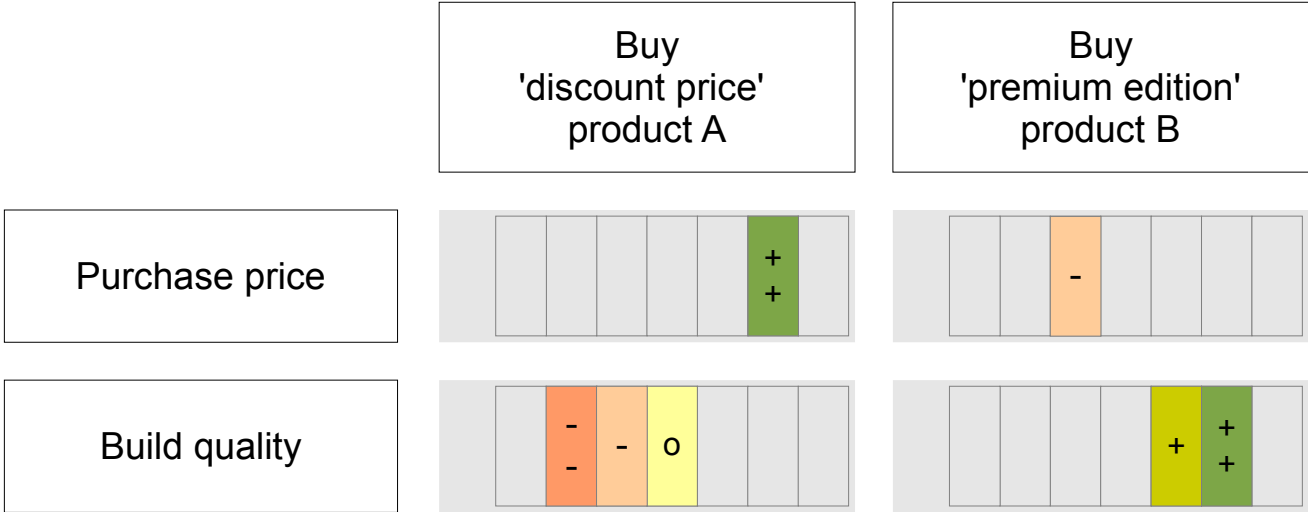 Buy
'discount price'
product A
Buy
'premium edition'
product B
Purchase price
+
+
-
Build quality
-
-
-
o
+
+
+